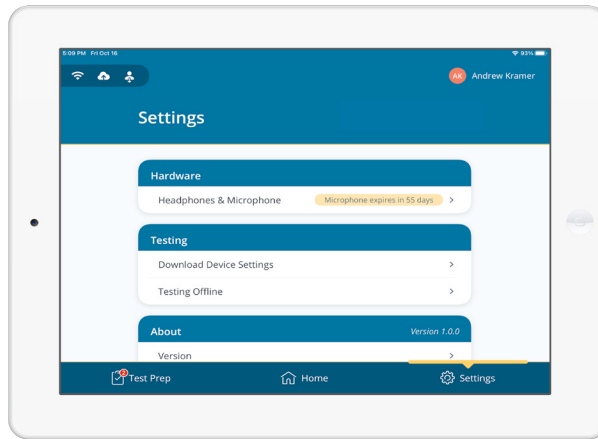 5:09 PM Fri Oct 16
93%
AK Andrew Kramer
Settings
Hardware
Headphones & Microphone Microphone expires in 55 days >
Testing
Download Device Settings >
Testing Offline >
About Version 1.0.0
Version >
2 Test Prep Home Settings